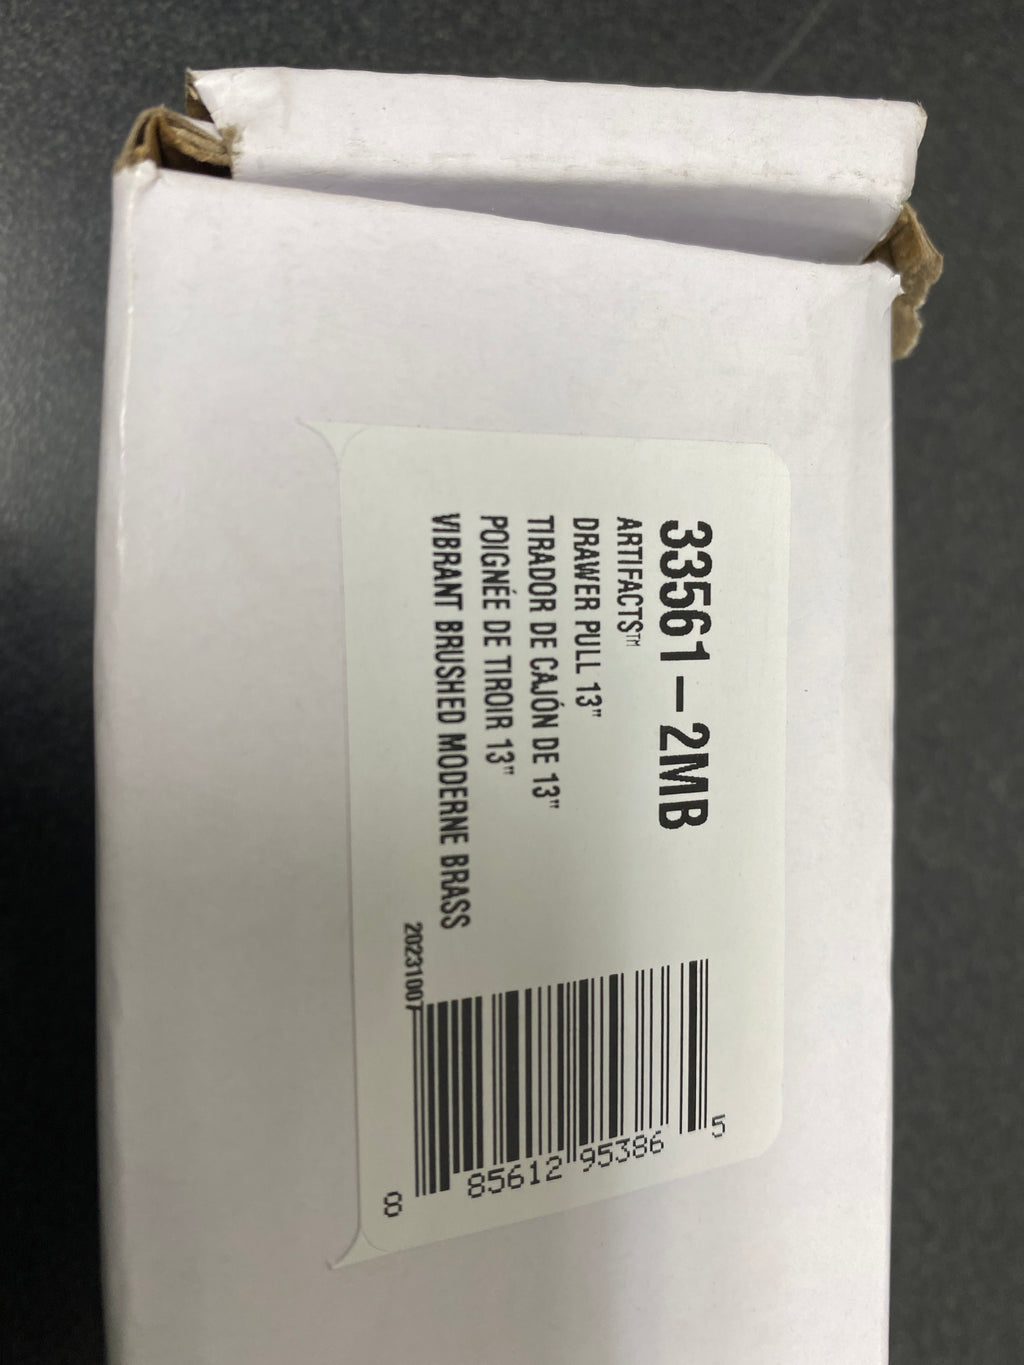 33561-2MB
ARTIFACTS™
DRAWER PULL 13"
TIRADOR DE CAJÓN DE 13"
POIGNÉE DE TIROIR 13"
VIBRANT BRUSHED MODERNE BRASS
20231007
8 85612 95386 5